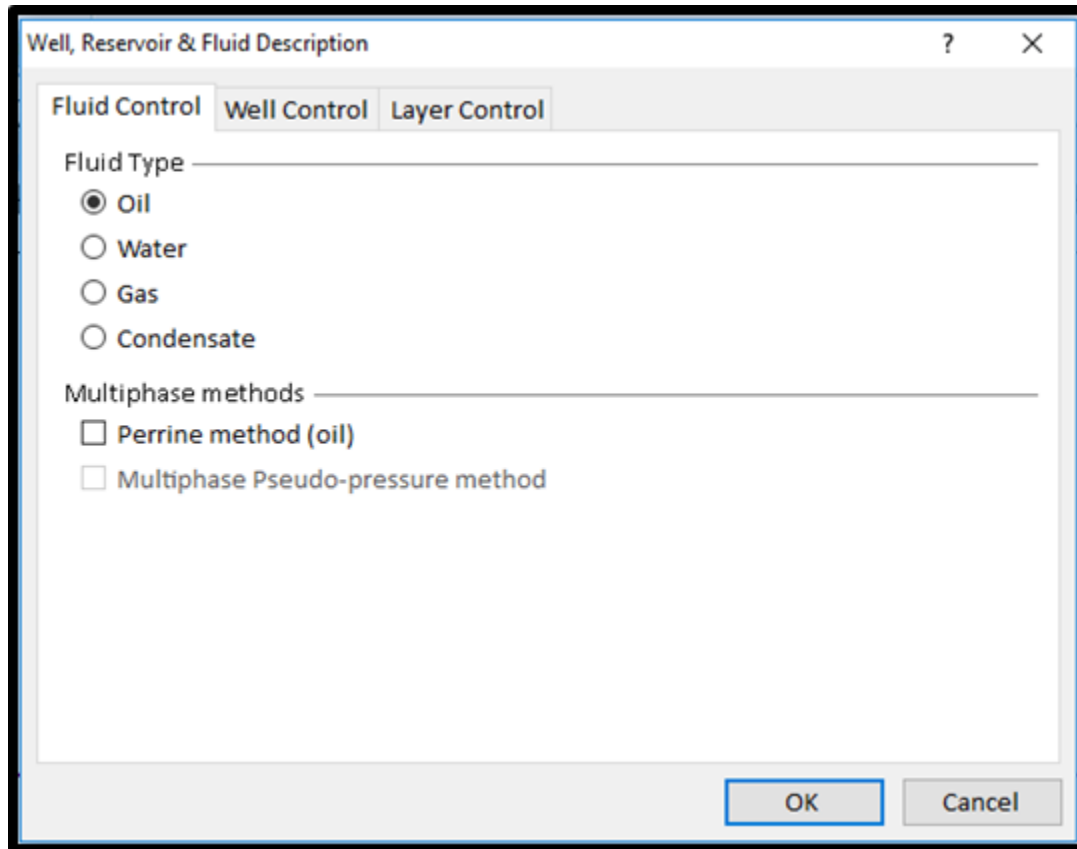 Well, Reservoir & Fluid Description ?
Fluid Control Well Control Layer Control
Fluid Type
Oil
Water
Gas
Condensate
Multiphase methods
Perrine method (oil)
Multiphase Pseudo-pressure method
OK Cancel